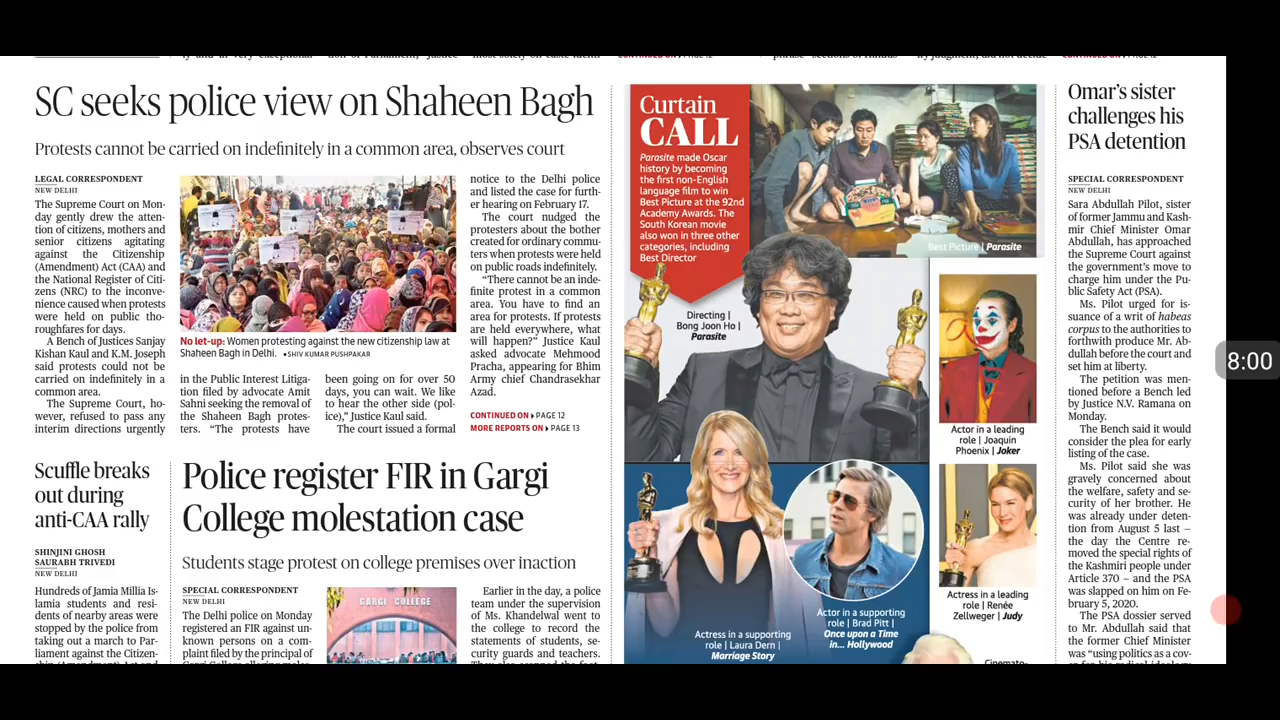 SC seeks police view on Shaheen Bagh
Protests cannot be carried on indefinitely in a common area, observes court
LEGAL CORRESPONDENT
NEW DELHI
The Supreme Court on Mon-
day gently drew the atten-
tion of citizens, mothers and
senior citizens agitating
against the Citizenship
(Amendment) Act (CAA) and
the National Register of Citi-
zens (NRC) to the inconve-
nience caused when protests
were held on public tho-
roughfares for days.
A Bench of Justices Sanjay
Kishan Kaul and K.M. Joseph
said protests could not be
carried on indefinitely in a
common area.
The Supreme Court, ho-
wever, refused to pass any
interim directions urgently
No let-up: Women protesting against the new citizenship law at
Shaheen Bagh in Delhi. ▪ SHIV KUMAR PUSHPAKAR
in the Public Interest Litiga-
tion filed by advocate Amit
Sahni seeking the removal of
the Shaheen Bagh protes-
ters. “The protests have
been going on for over 50
days, you can wait. We like
to hear the other side (pol-
ice),” Justice Kaul said.
The court issued a formal
notice to the Delhi police
and listed the case for furth-
er hearing on February 17.
The court nudged the
protesters about the bother
created for ordinary commu-
ters when protests were held
on public roads indefinitely.
“There cannot be an inde-
finite protest in a common
area. You have to find an
area for protests. If protests
are held everywhere, what
will happen?” Justice Kaul
asked advocate Mehmood
Pracha, appearing for Bhim
Army chief Chandrasekhar
Azad.
CONTINUED ON ▸ PAGE 12
MORE REPORTS ON ▸ PAGE 13
Scuffle breaks
out during
anti-CAA rally
SHINJINI GHOSH
SAURABH TRIVEDI
NEW DELHI
Hundreds of Jamia Millia Is-
lamia students and resi-
dents of nearby areas were
stopped by the police from
taking out a march to Par-
liament against the Citizen-
ship (Amendment) Act and
Police register FIR in Gargi
College molestation case
Students stage protest on college premises over inaction
SPECIAL CORRESPONDENT
NEW DELHI
The Delhi police on Monday
registered an FIR against un-
known persons on a com-
plaint filed by the principal of
GARGI COLLEGE
Earlier in the day, a police
team under the supervision
of Ms. Khandelwal went to
the college to record the
statements of students, se-
curity guards and teachers.
Curtain
CALL
Parasite made Oscar
history by becoming
the first non-English
language film to win
Best Picture at the 92nd
Academy Awards. The
South Korean movie
also won in three other
categories, including
Best Director
Best Picture | Parasite
Directing |
Bong Joon Ho |
Parasite
Actor in a leading
role | Joaquin
Phoenix | Joker
Actress in a leading
role | Renée
Zellweger | Judy
Actor in a supporting
role | Brad Pitt |
Once upon a Time
in... Hollywood
Actress in a supporting
role | Laura Dern |
Marriage Story
Cinemato-
Omar’s sister
challenges his
PSA detention
SPECIAL CORRESPONDENT
NEW DELHI
Sara Abdullah Pilot, sister
of former Jammu and Kash-
mir Chief Minister Omar
Abdullah, has approached
the Supreme Court against
the government’s move to
charge him under the Pu-
blic Safety Act (PSA).
Ms. Pilot urged for is-
suance of a writ of habeas
corpus to the authorities to
forthwith produce Mr. Ab-
dullah before the court and
set him at liberty.
The petition was men-
tioned before a Bench led
by Justice N.V. Ramana on
Monday.
The Bench said it would
consider the plea for early
listing of the case.
Ms. Pilot said she was
gravely concerned about
the welfare, safety and se-
curity of her brother. He
was already under deten-
tion from August 5 last –
the day the Centre re-
moved the special rights of
the Kashmiri people under
Article 370 – and the PSA
was slapped on him on Fe-
bruary 5, 2020.
The PSA dossier served
to Mr. Abdullah said that
the former Chief Minister
was “using politics as a cov-
8:00